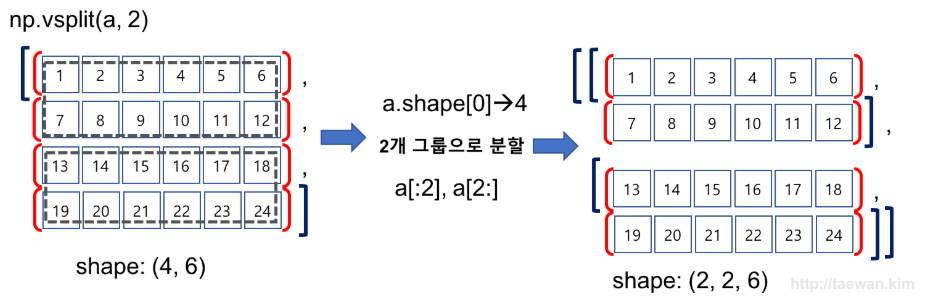 np.vsplit(a, 2)
1 2 3 4 5 6 ,
7 8 9 10 11 12 ,
13 14 15 16 17 18 ,
19 20 21 22 23 24
shape: (4, 6)
a.shape[0]→4
2개 그룹으로 분할
a[:2], a[2:]
1 2 3 4 5 6 ,
7 8 9 10 11 12 ,
13 14 15 16 17 18 ,
19 20 21 22 23 24
shape: (2, 2, 6)
http://taewan.kim